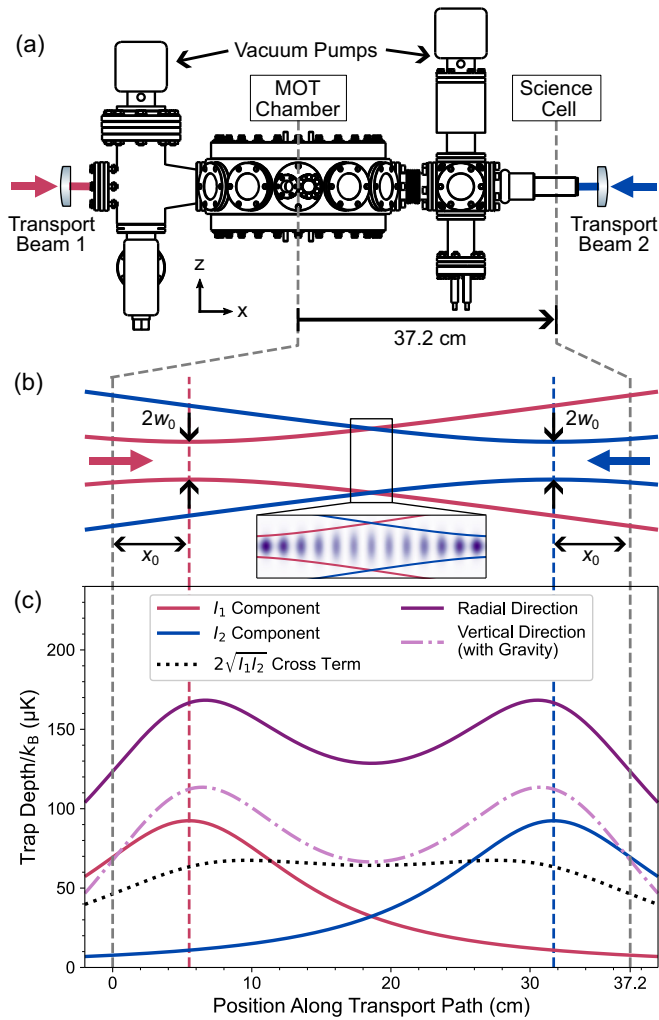 (a)
Vacuum Pumps
MOT
Chamber
Science
Cell
Transport
Beam 1
Transport
Beam 2
z
x
37.2 cm
(b)
2w₀
2w₀
x₀
x₀
(c)
I₁ Component
I₂ Component
2√I₁I₂ Cross Term
Radial Direction
Vertical Direction
(with Gravity)
Trap Depth/k_B (μK)
200
150
100
50
0
0
10
20
30
37.2
Position Along Transport Path (cm)